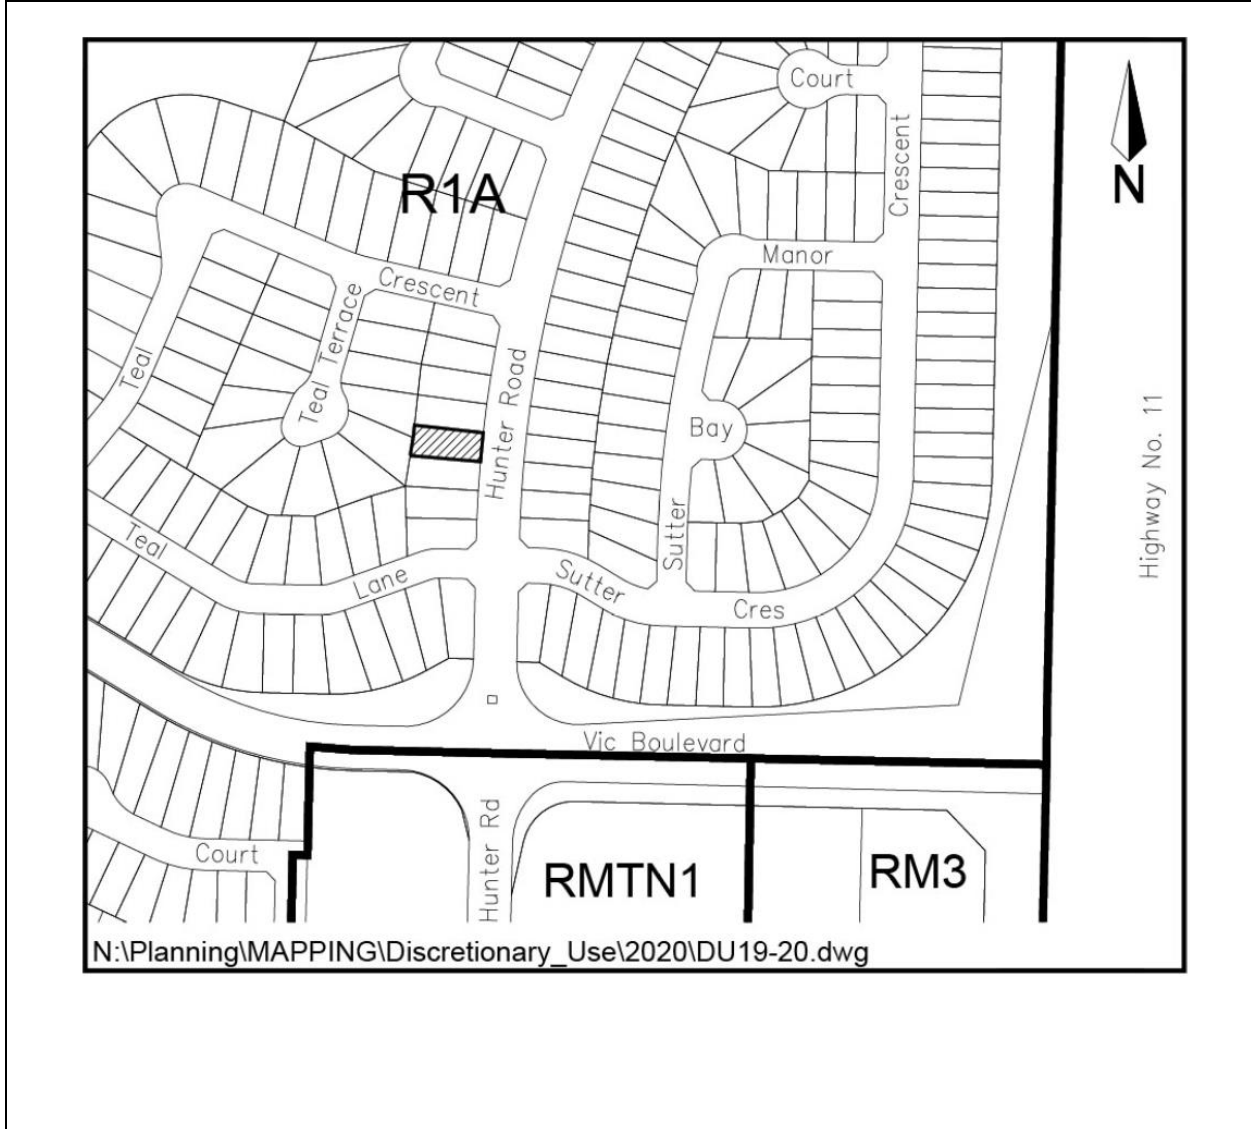 Court
Crescent
R1A
N
Manor
Crescent
Teal Terrace
Teal
Hunter Road
Bay
Highway No. 11
Sutter
Teal
Lane
Sutter
Cres
Vic Boulevard
Hunter Rd
Court
RMTN1
RM3
N:\Planning\MAPPING\Discretionary_Use\2020\DU19-20.dwg